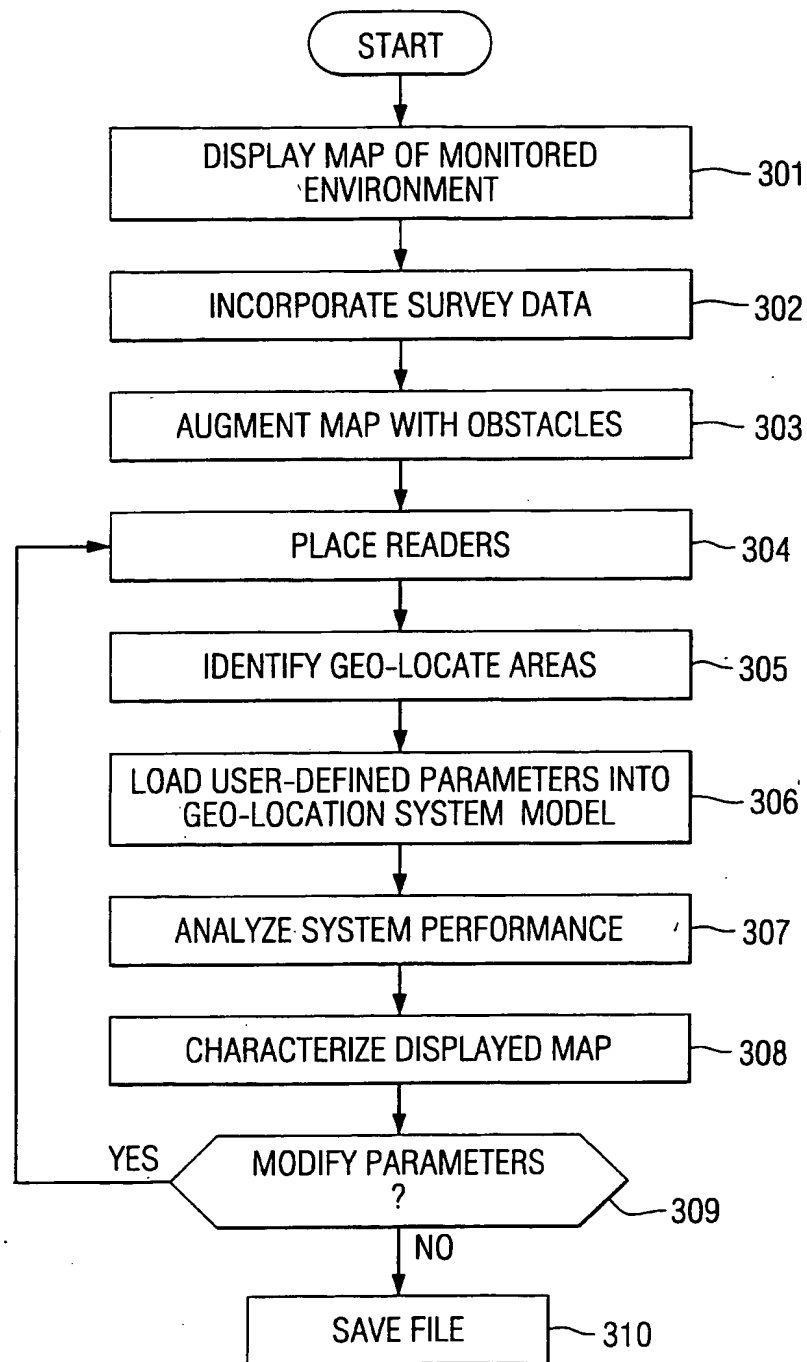 START
DISPLAY MAP OF MONITORED
ENVIRONMENT
301
INCORPORATE SURVEY DATA
302
AUGMENT MAP WITH OBSTACLES
303
PLACE READERS
304
IDENTIFY GEO-LOCATE AREAS
305
LOAD USER-DEFINED PARAMETERS INTO
GEO-LOCATION SYSTEM MODEL
306
ANALYZE SYSTEM PERFORMANCE
307
CHARACTERIZE DISPLAYED MAP
308
YES
MODIFY PARAMETERS
?
309
NO
SAVE FILE
310